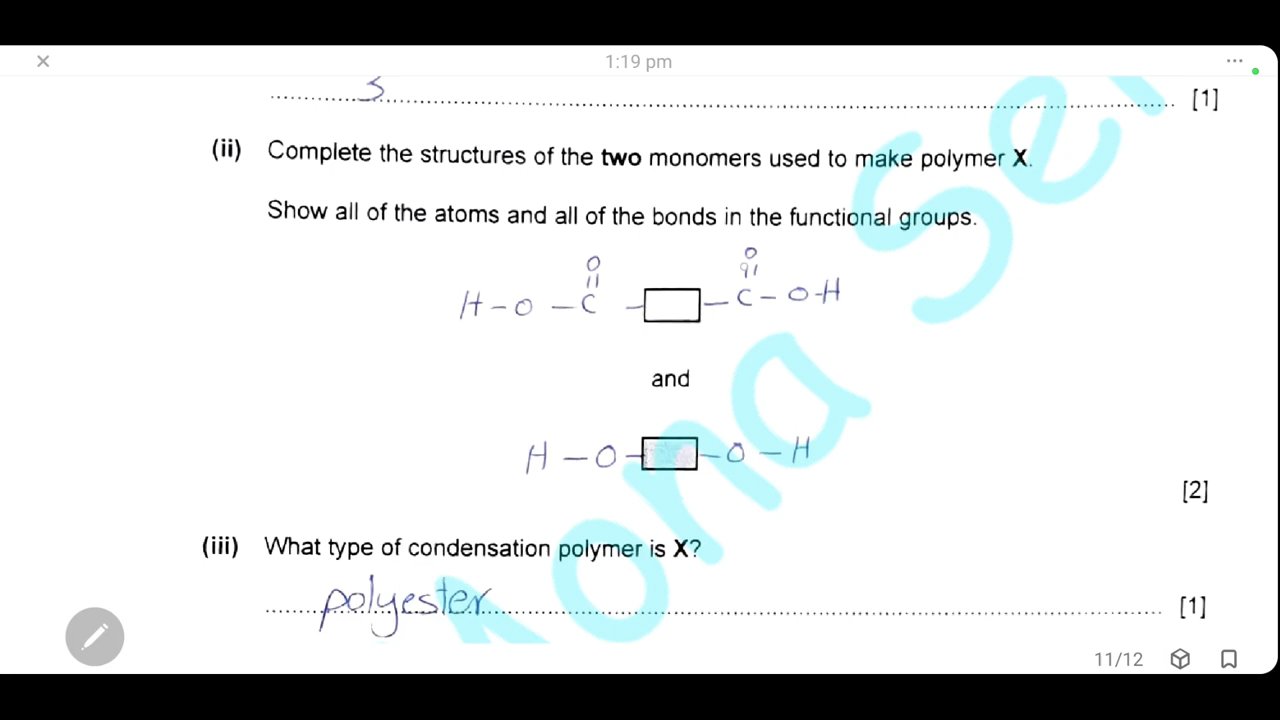 1:19 pm
3 [1]
(ii) Complete the structures of the two monomers used to make polymer X.
Show all of the atoms and all of the bonds in the functional groups.
O O
H - O - C - - C - O-H
and
H - O - - O - H
[2]
(iii) What type of condensation polymer is X?
polyester [1]
11/12